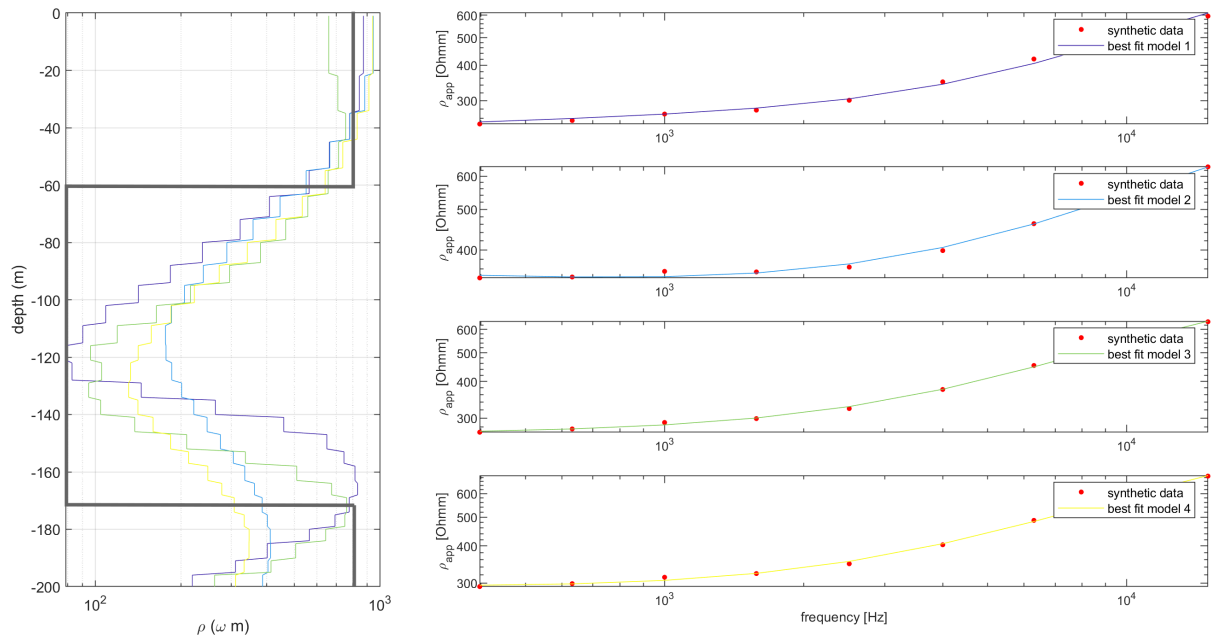 0
-20
-40
-60
-80
-100
-120
-140
-160
-180
-200
depth (m)
10²
10³
ρ (ω m)
600
500
400
300
ρapp [Ohmm]
10³
10⁴
synthetic data
best fit model 1
600
500
400
ρapp [Ohmm]
10³
10⁴
synthetic data
best fit model 2
600
500
400
300
ρapp [Ohmm]
10³
10⁴
synthetic data
best fit model 3
600
500
400
300
ρapp [Ohmm]
10³
10⁴
synthetic data
best fit model 4
frequency [Hz]